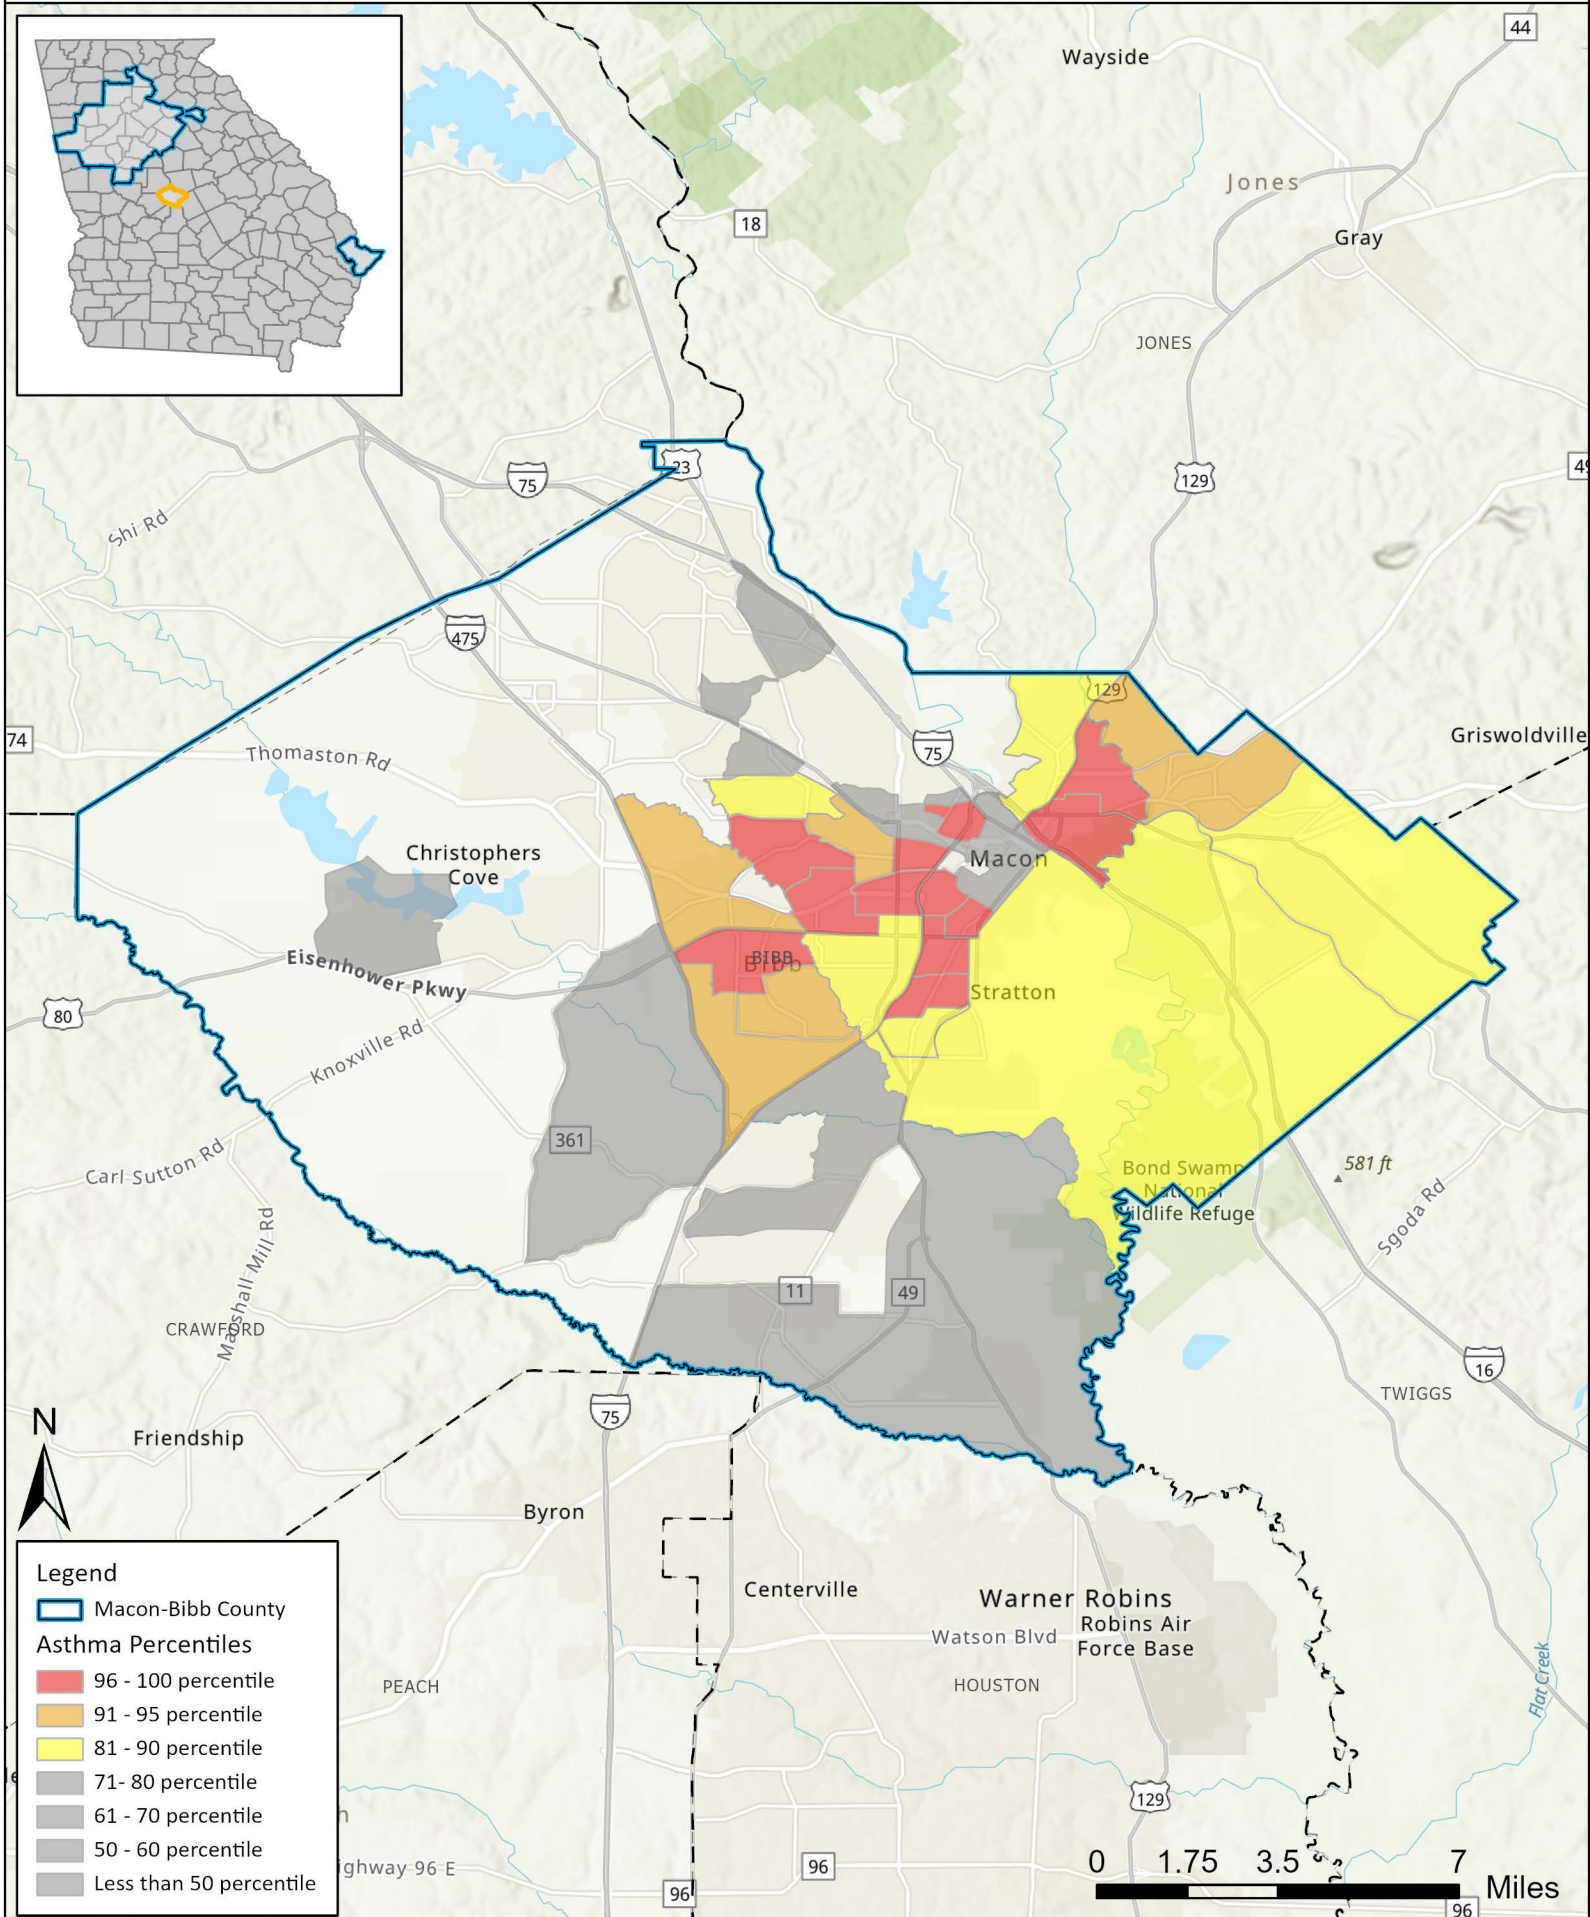 44
Wayside
Jones
18
Gray
JONES
23
75
129
Shi Rd
475
129
74
Griswoldville
Thomaston Rd
75
Christophers
Cove
Macon
BIBB
Bibb
Eisenhower Pkwy
Stratton
80
Knoxville Rd
361
Carl Sutton Rd
Bond Swamp
National
Wildlife Refuge
581 ft
Sgoda Rd
Marshall Mill Rd
11
49
CRAWFORD
16
TWIGGS
75
N
Friendship
Byron
Legend
Macon-Bibb County
Asthma Percentiles
96 - 100 percentile
91 - 95 percentile
81 - 90 percentile
71- 80 percentile
61 - 70 percentile
50 - 60 percentile
Less than 50 percentile
Centerville
Warner Robins
Robins Air
Force Base
Watson Blvd
PEACH
HOUSTON
Flat Creek
129
ighway 96 E
96
96
96
0 1.75 3.5 7
Miles